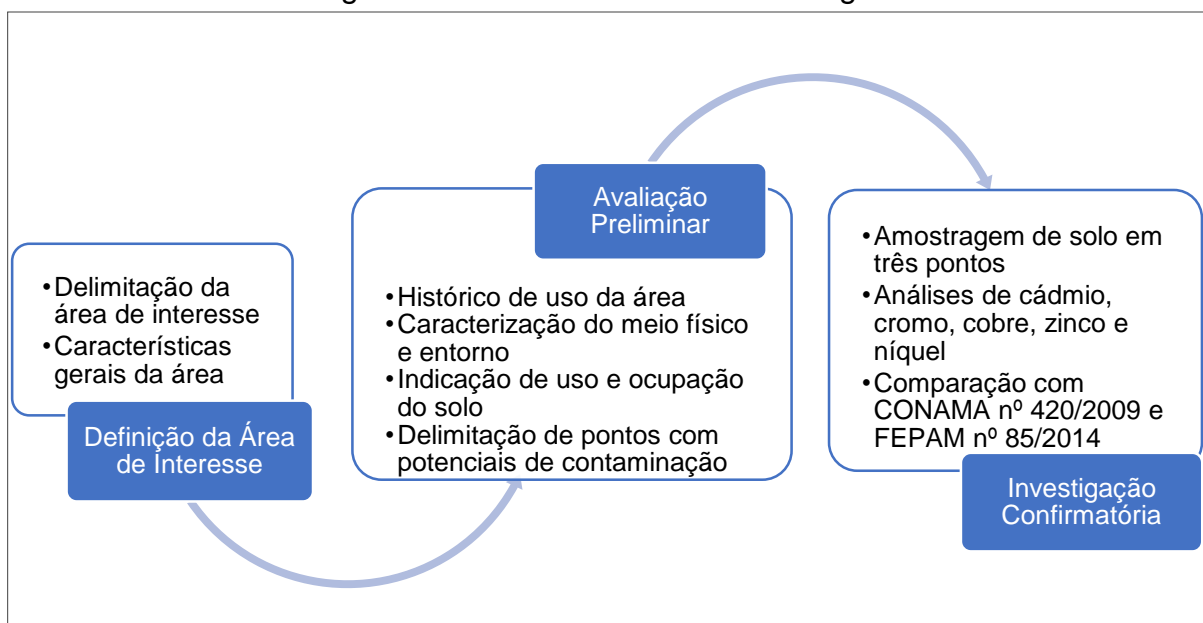 •Delimitação da
área de interesse
•Características
gerais da área
Definição da Área
de Interesse
Avaliação
Preliminar
•Histórico de uso da área
•Caracterização do meio físico
e entorno
•Indicação de uso e ocupação
do solo
•Delimitação de pontos com
potenciais de contaminação
•Amostragem de solo em
três pontos
•Análises de cádmio,
cromo, cobre, zinco e
níquel
•Comparação com
CONAMA nº 420/2009 e
FEPAM nº 85/2014
Investigação
Confirmatória